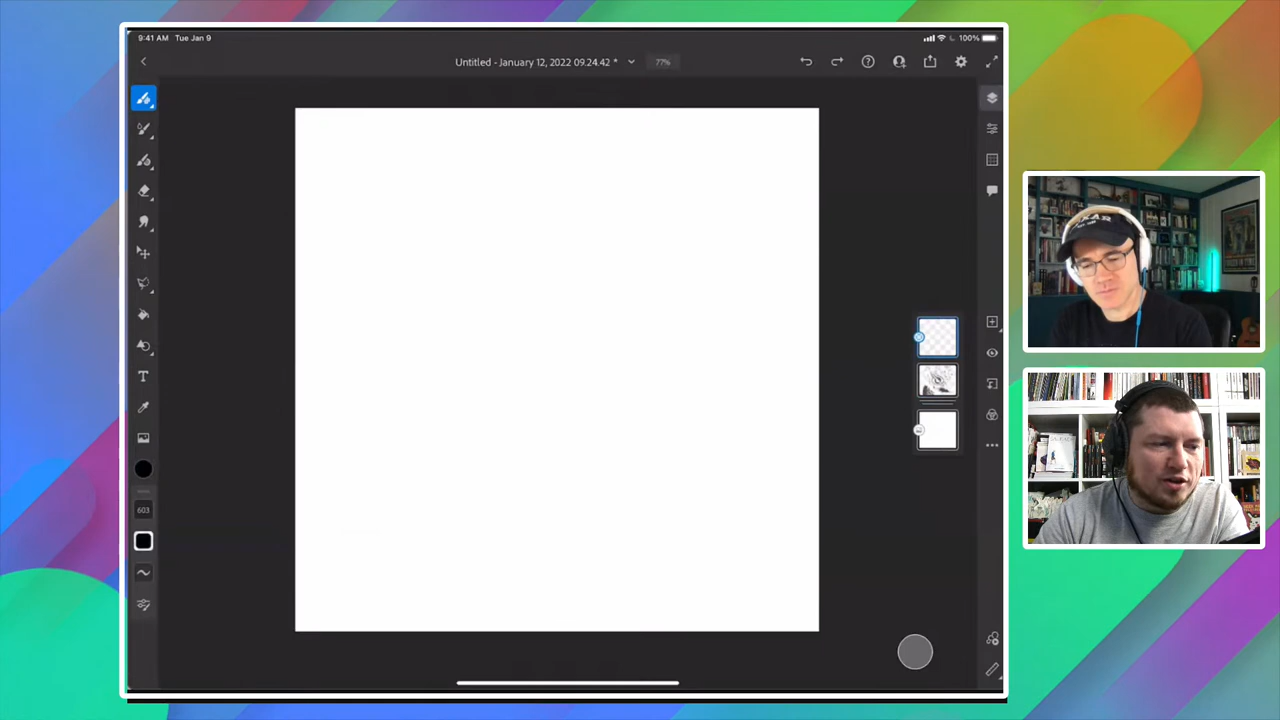 9:41 AM Tue Jan 9
100%
Untitled - January 12, 2022 09.24.42 *
77%
T
603